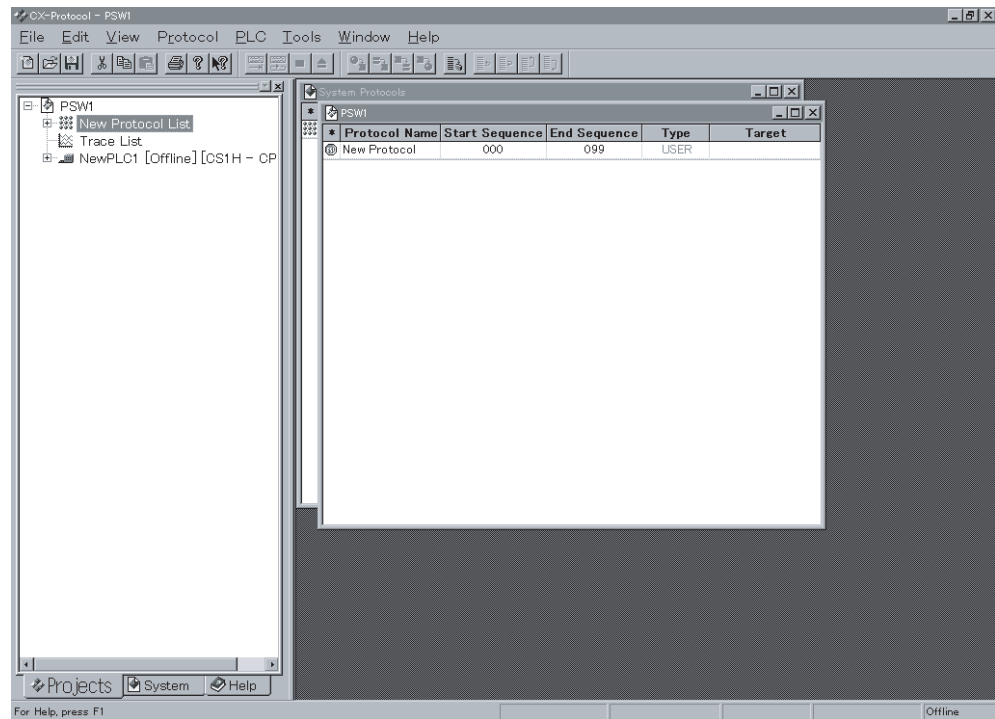 CX-Protocol - PSW1
File Edit View Protocol PLC Tools Window Help
PSW1
New Protocol List
Trace List
NewPLC1 [Offline] [CS1H - CP
System Protocols
PSW1
* Protocol Name Start Sequence End Sequence Type Target
New Protocol 000 099 USER
Projects System Help
For Help, press F1 Offline